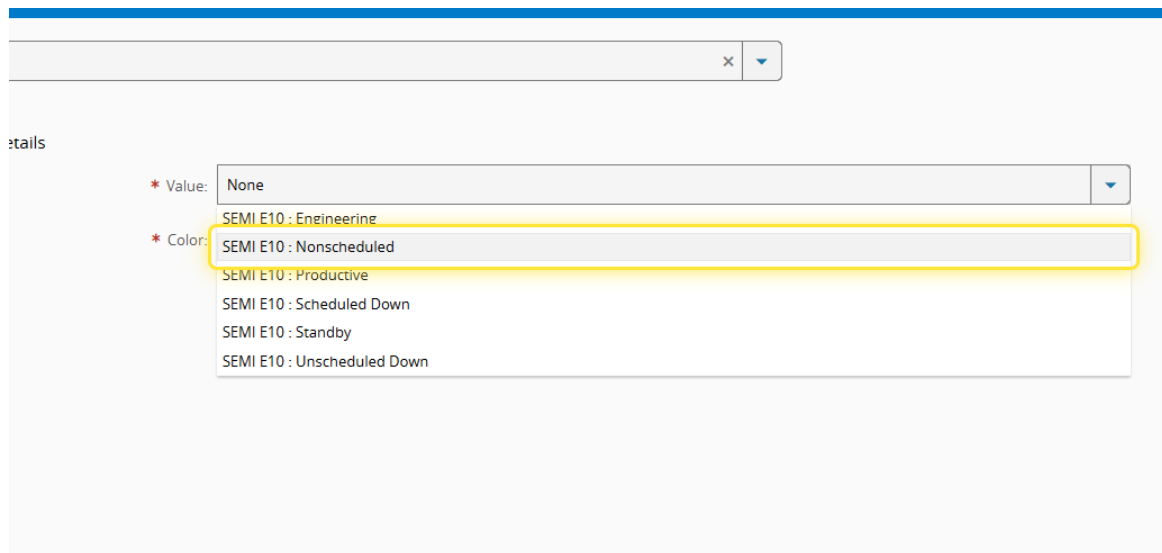 etails
* Value: None
SEMI E10 : Engineering
* Color:
SEMI E10 : Nonscheduled
SEMI E10 : Productive
SEMI E10 : Scheduled Down
SEMI E10 : Standby
SEMI E10 : Unscheduled Down